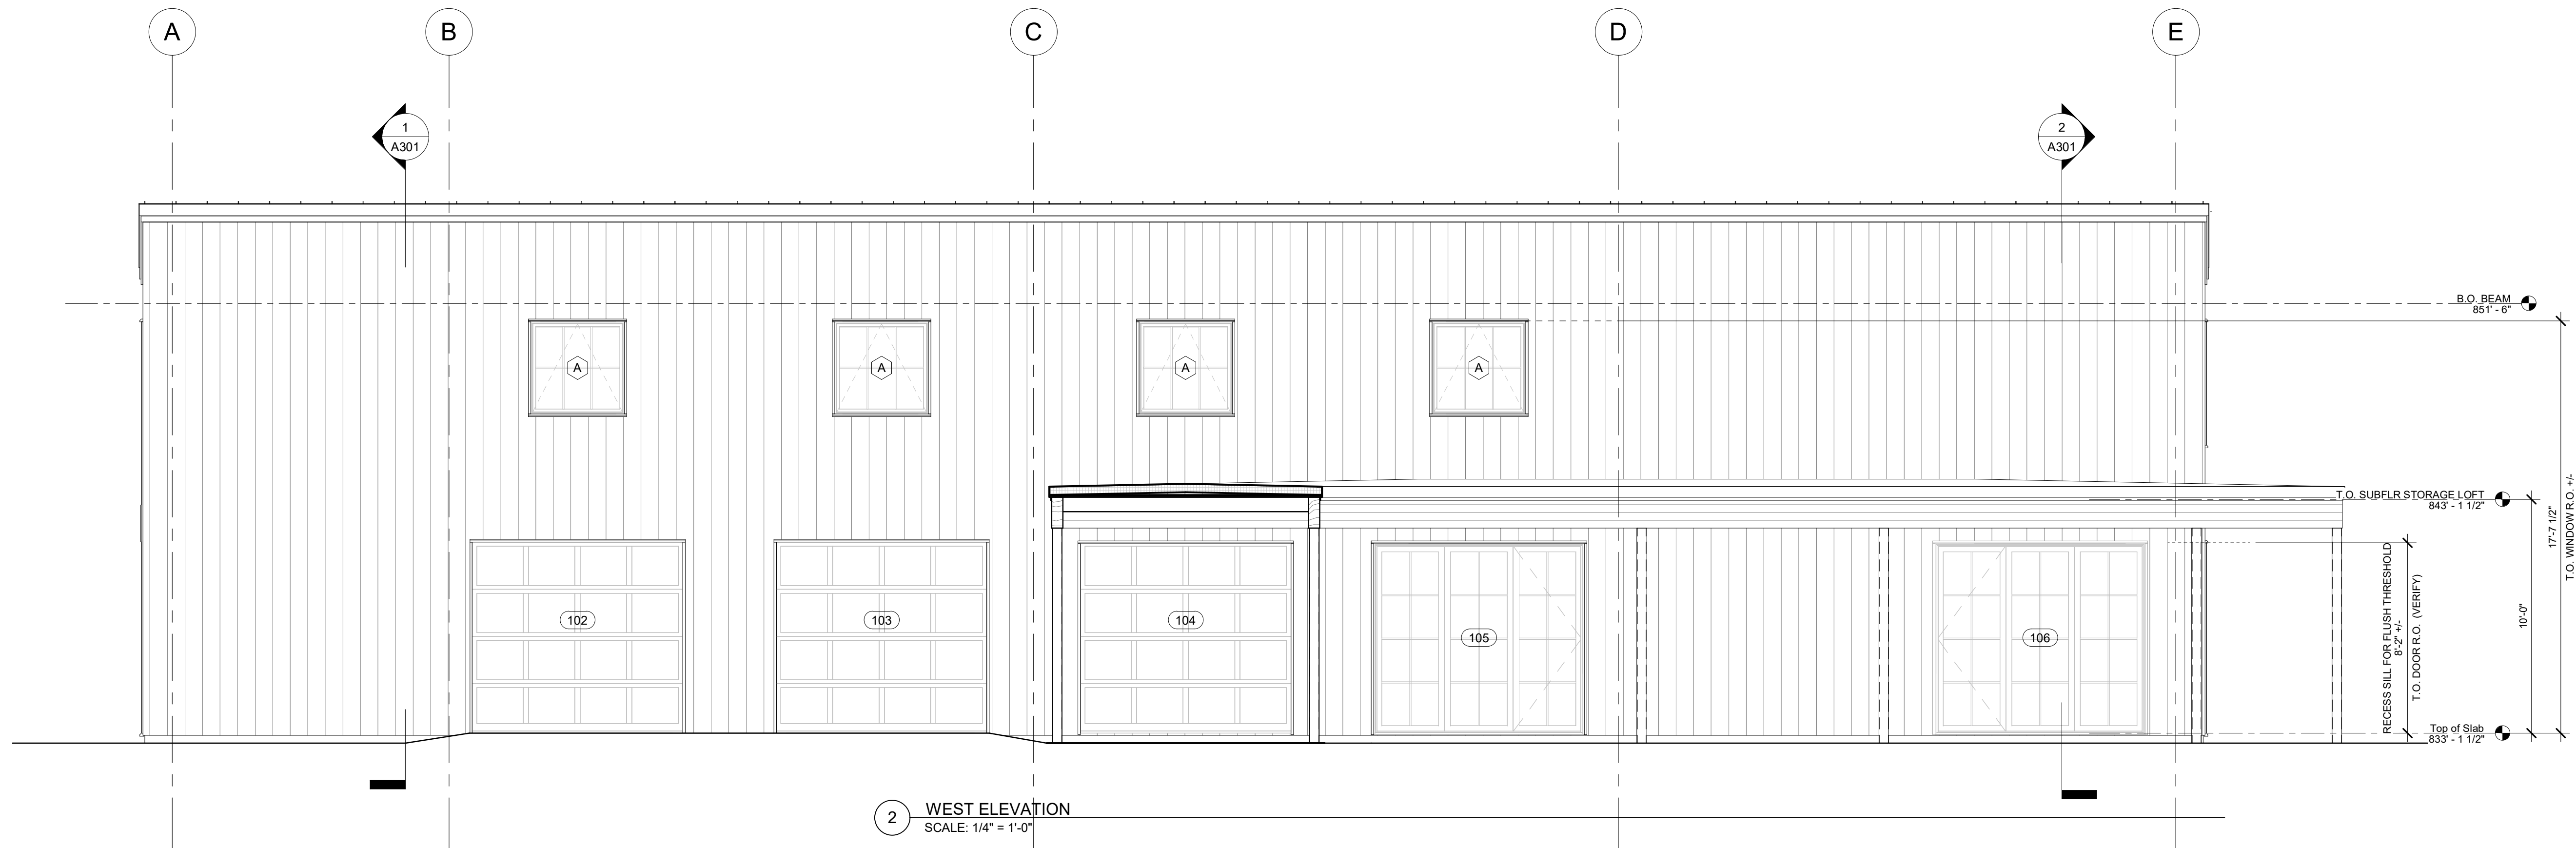 A
B
C
D
E
1
A301
2
A301
B.O. BEAM
851' - 6"
A
A
A
A
T.O. SUBFLR STORAGE LOFT
843' - 1 1/2"
17'-7 1/2"
T.O. WINDOW R.O. +/-
102
103
104
105
106
RECESS SILL FOR FLUSH THRESHOLD
8'-2" +/-
T.O. DOOR R.O. (VERIFY)
10'-0"
Top of Slab
833' - 1 1/2"
2
WEST ELEVATION
SCALE: 1/4" = 1'-0"